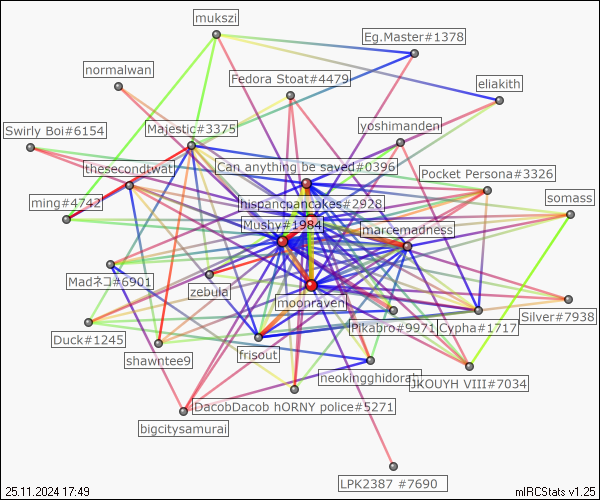 mukszi
Eg.Master#1378
normalwan
Fedora Stoat#4479
eliakith
Swirly Boi#6154
Majestic#3375
yoshimanden
thesecondtwat
Can anything be saved#0396
Pocket Persona#3326
ming#4742
hispancpancakes#2928
somass
Mushy#1984
marcemadness
Madネコ#6901
zebula
moonraven
Silver#7938
Pikabro#9971
Cypha#1717
Duck#1245
shawntee9
frisout
neokingghidorah
JKOUYH VIII#7034
DacobDacob hORNY police#5271
bigcitysamurai
LPK2387 #7690
25.11.2024 17:49
mIRCStats v1.25